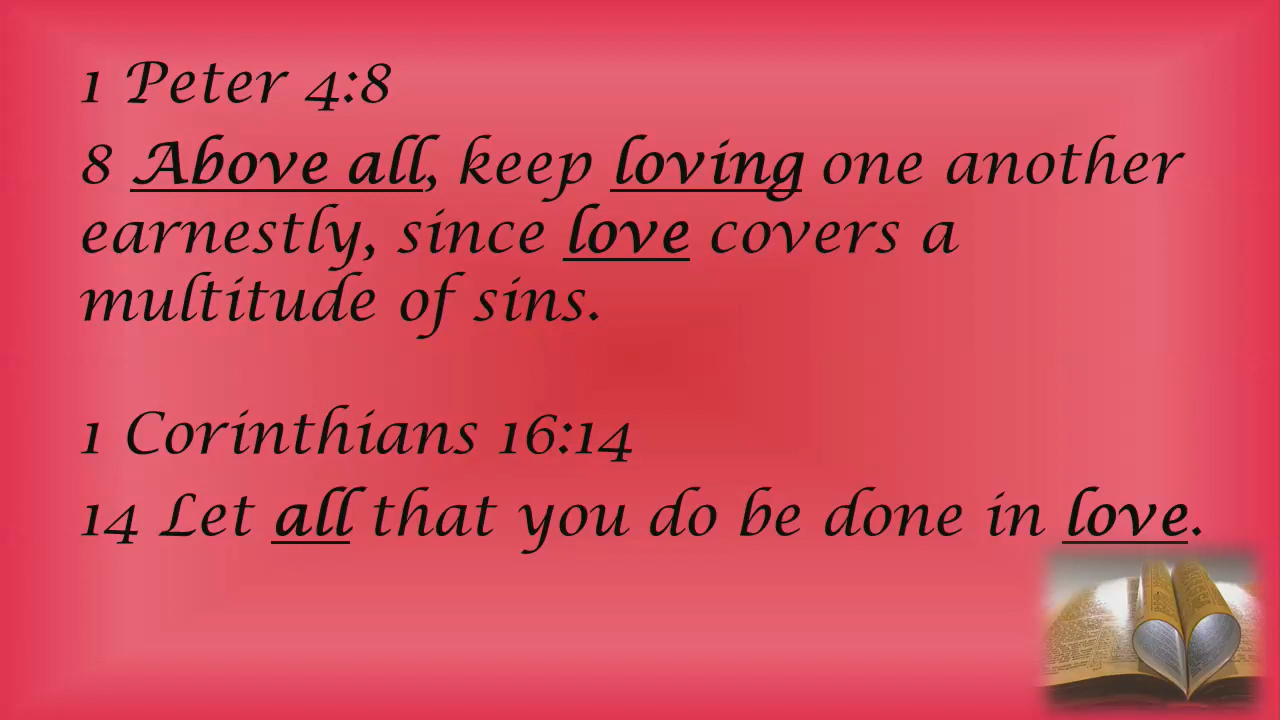 1 Peter 4:8
8 Above all, keep loving one another
earnestly, since love covers a
multitude of sins.
1 Corinthians 16:14
14 Let all that you do be done in love.